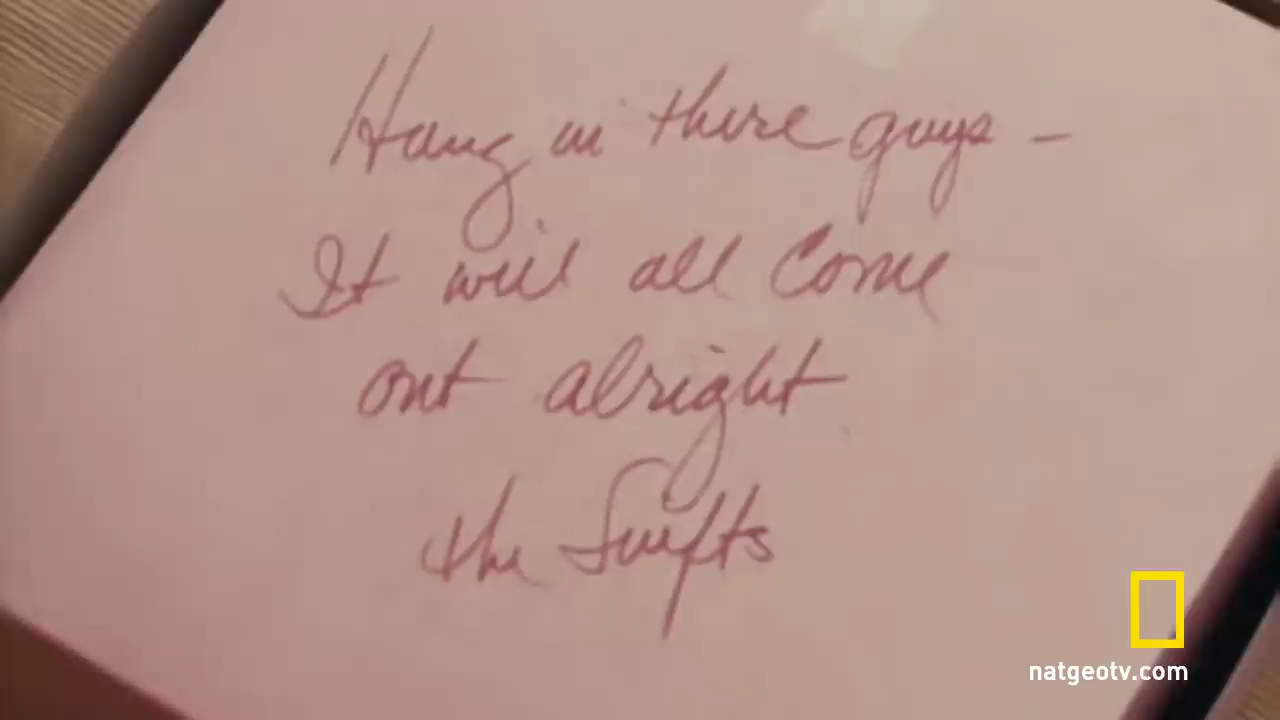 Hang in there guys -
It will all come
out alright
the Swifts
natgeotv.com